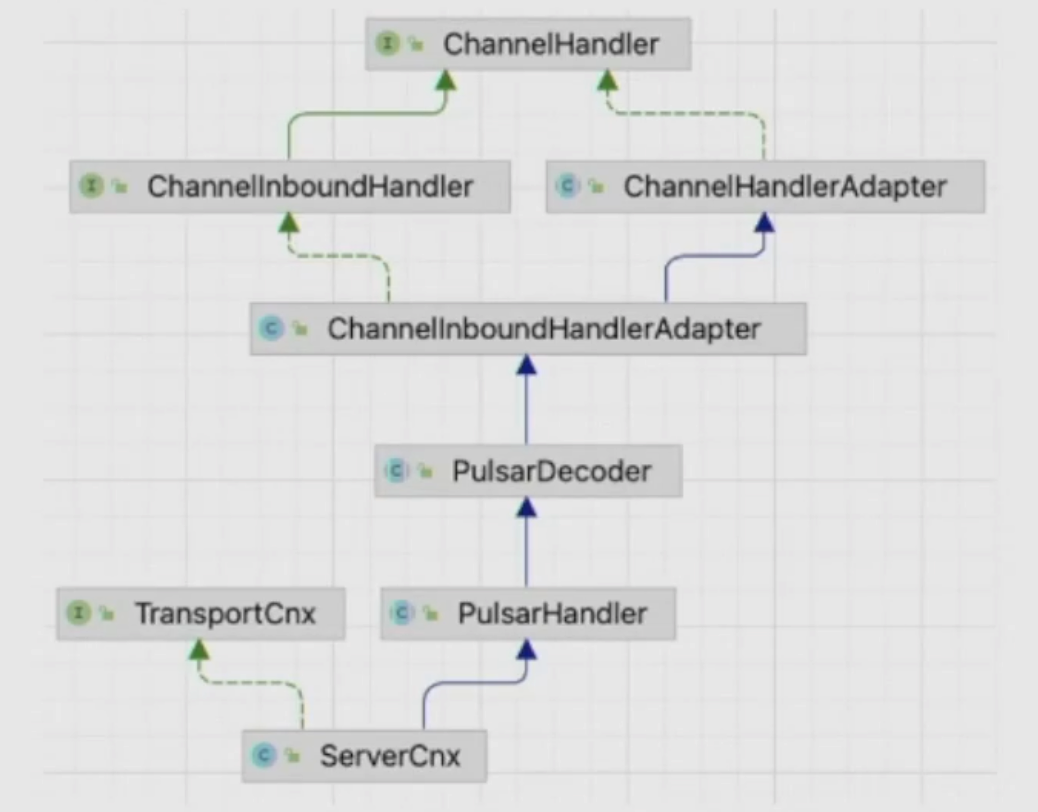 ChannelHandler
ChannelInboundHandler
ChannelHandlerAdapter
ChannelInboundHandlerAdapter
PulsarDecoder
TransportCnx
PulsarHandler
ServerCnx